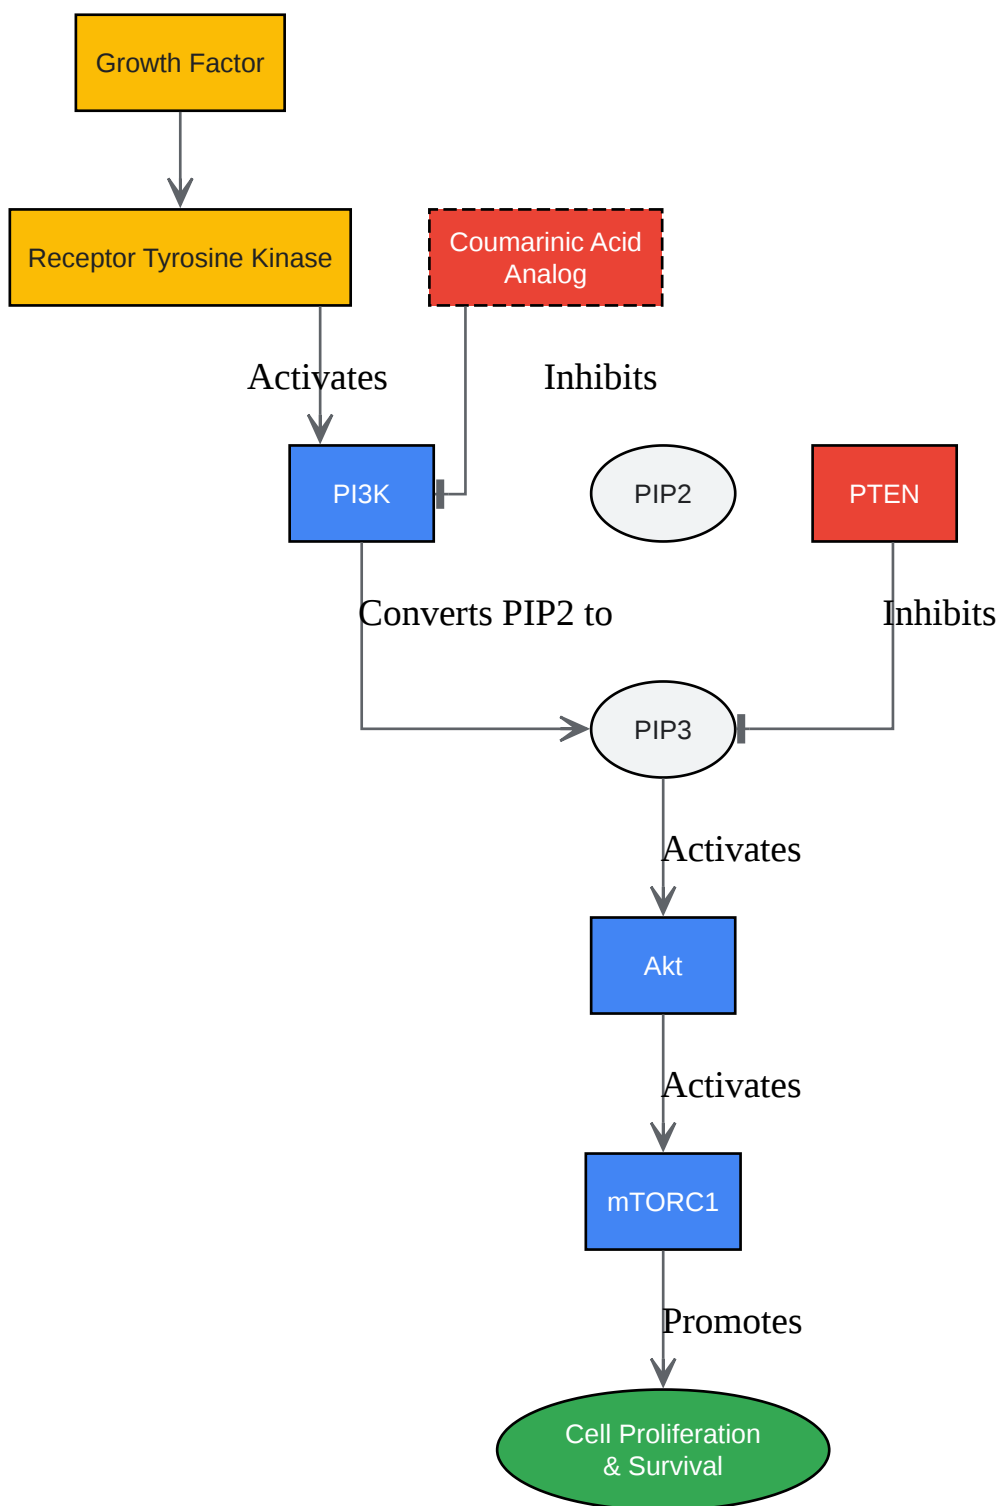 Growth Factor
Receptor Tyrosine Kinase
Coumarinic Acid
Analog
Activates
Inhibits
PI3K
PIP2
PTEN
Converts PIP2 to
Inhibits
PIP3
Activates
Akt
Activates
mTORC1
Promotes
Cell Proliferation
& Survival